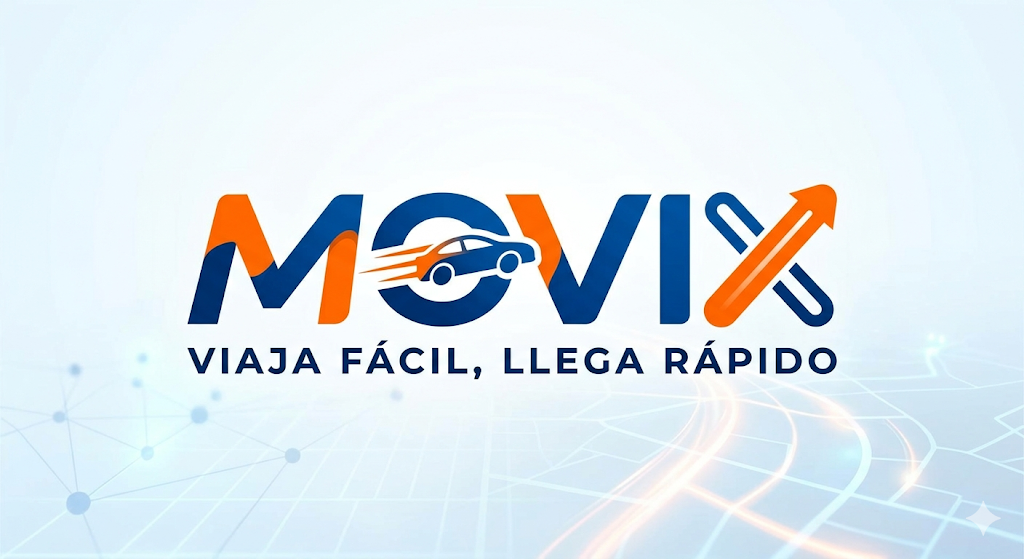 MOVIX
VIAJA FÁCIL, LLEGA RÁPIDO